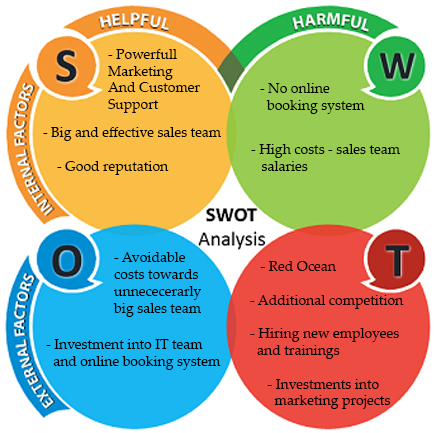 HELPFUL
HARMFUL
INTERNAL FACTORS
S
- Powerfull
Marketing
And Customer
Support
- Big and effective sales team
- Good reputation
W
- No online
booking system
- High costs - sales team
salaries
SWOT
Analysis
EXTERNAL FACTORS
O
- Avoidable
costs towards
unnececerarly
big sales team
- Investment into IT team
and online booking system
T
- Red Ocean
- Additional competition
- Hiring new employees
and trainings
- Investments into
marketing projects